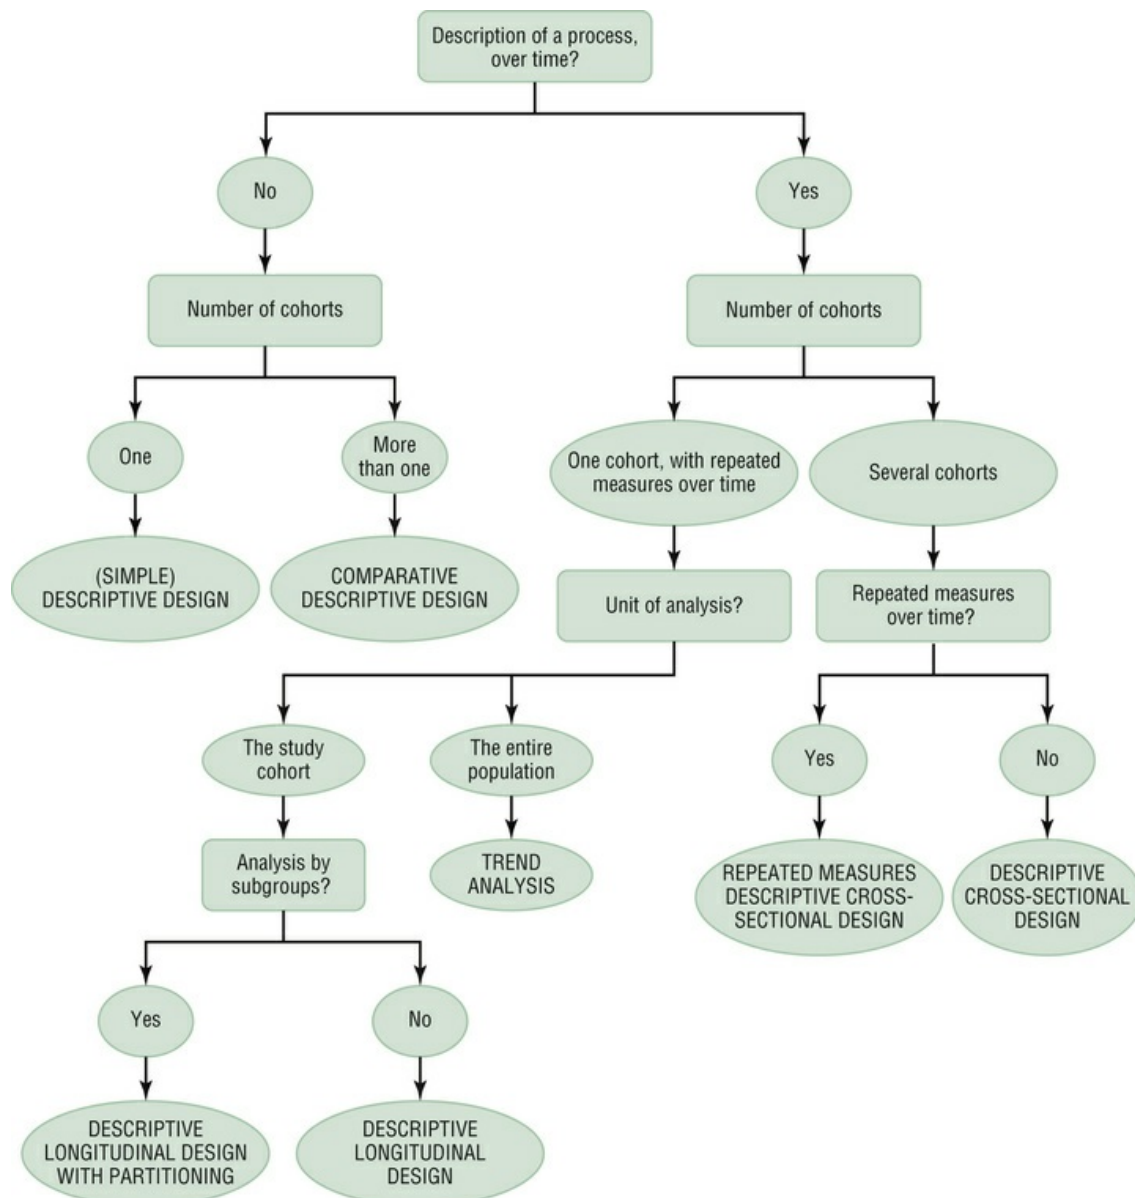 Description of a process,
over time?
No
Yes
Number of cohorts
Number of cohorts
One
More
than one
One cohort, with repeated
measures over time
Several cohorts
(SIMPLE)
DESCRIPTIVE DESIGN
COMPARATIVE
DESCRIPTIVE DESIGN
Unit of analysis?
Repeated measures
over time?
The study
cohort
The entire
population
Yes
No
Analysis by
subgroups?
TREND
ANALYSIS
REPEATED MEASURES
DESCRIPTIVE CROSS-
SECTIONAL DESIGN
DESCRIPTIVE
CROSS-SECTIONAL
DESIGN
Yes
No
DESCRIPTIVE
LONGITUDINAL DESIGN
WITH PARTITIONING
DESCRIPTIVE
LONGITUDINAL
DESIGN